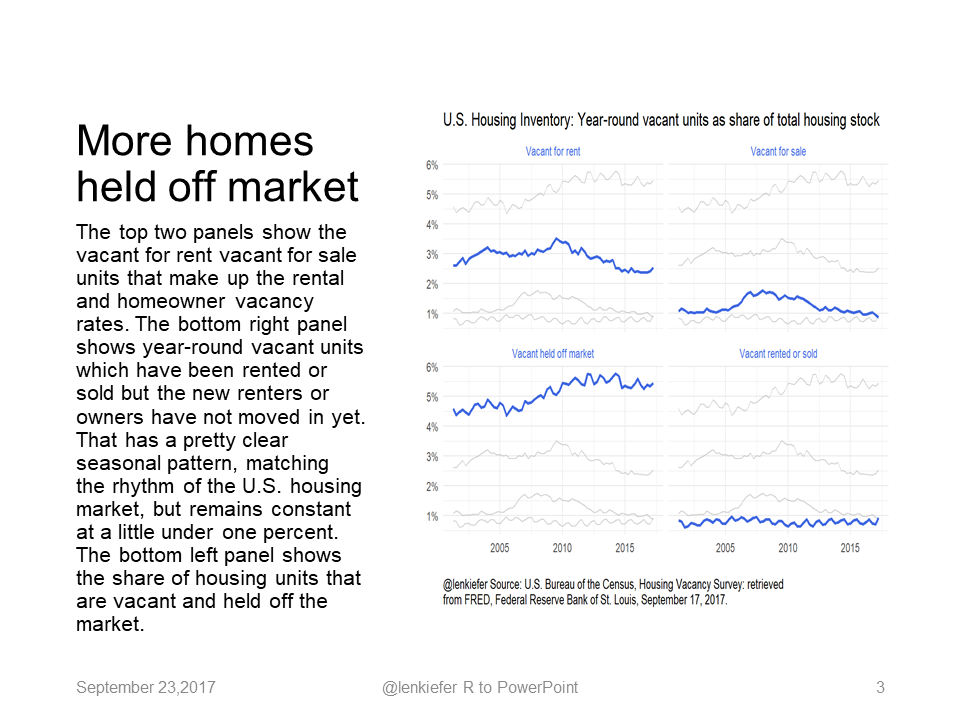 More homes
held off market
The top two panels show the
vacant for rent vacant for sale
units that make up the rental
and homeowner vacancy
rates. The bottom right panel
shows year-round vacant units
which have been rented or
sold but the new renters or
owners have not moved in yet.
That has a pretty clear
seasonal pattern, matching
the rhythm of the U.S. housing
market, but remains constant
at a little under one percent.
The bottom left panel shows
the share of housing units that
are vacant and held off the
market.
U.S. Housing Inventory: Year-round vacant units as share of total housing stock
Vacant for rent
Vacant for sale
6%
5%
4%
3%
2%
1%
Vacant held off market
Vacant rented or sold
6%
5%
4%
3%
2%
1%
2005 2010 2015
2005 2010 2015
@lenkiefer Source: U.S. Bureau of the Census, Housing Vacancy Survey: retrieved
from FRED, Federal Reserve Bank of St. Louis, September 17, 2017.
September 23,2017
@lenkiefer R to PowerPoint
3